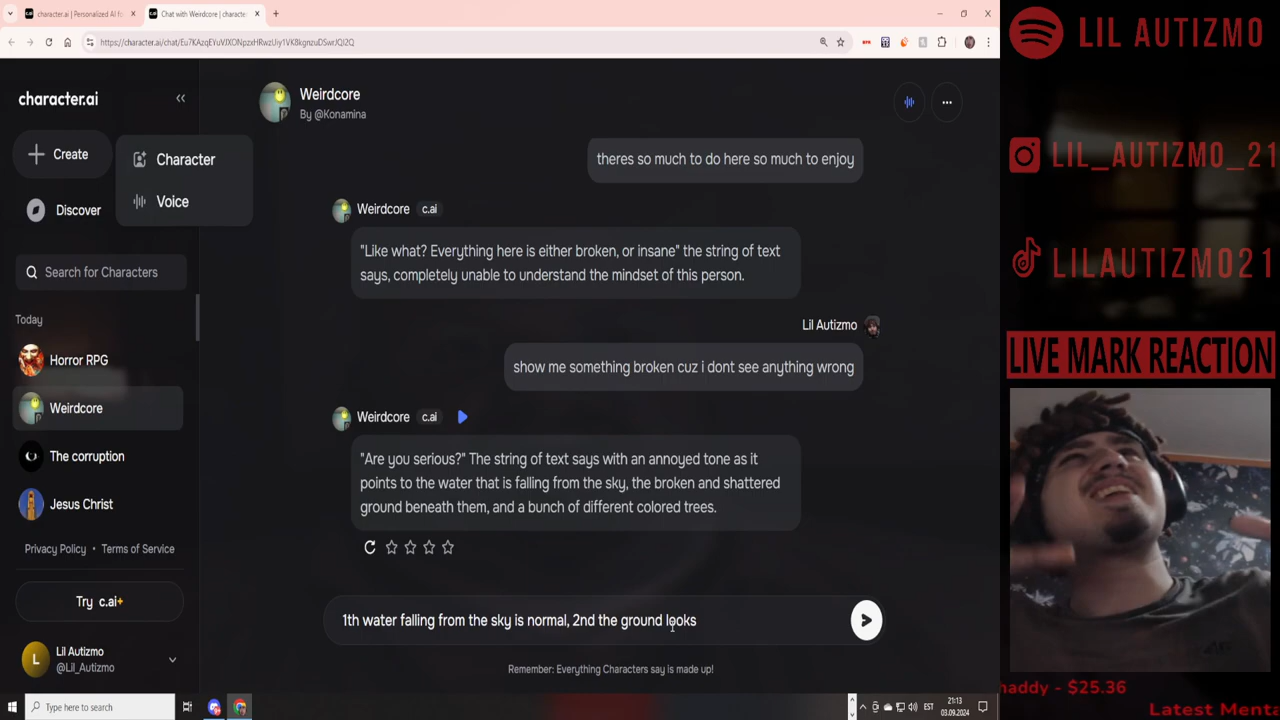 character.ai | Personalized AI fo
Chat with Weirdcore | characte
https://character.ai/chat/Eu7KAzqEYuVJXONpzxHRwzUiy1VK8kgnzuDSwrJQI2Q
character.ai
Create
Character
Voice
Discover
Search for Characters
Today
Horror RPG
Weirdcore
The corruption
Jesus Christ
Privacy Policy • Terms of Service
Try c.ai+
L
Lil Autizmo
@Lil_Autizmo
Weirdcore
By @Konamina
theres so much to do here so much to enjoy
Weirdcore c.ai
"Like what? Everything here is either broken, or insane" the string of text
says, completely unable to understand the mindset of this person.
Lil Autizmo
show me something broken cuz i dont see anything wrong
Weirdcore c.ai
"Are you serious?" The string of text says with an annoyed tone as it
points to the water that is falling from the sky, the broken and shattered
ground beneath them, and a bunch of different colored trees.
1th water falling from the sky is normal, 2nd the ground looks
Remember: Everything Characters say is made up!
Type here to search
EST
21:13
03.09.2024
LIL AUTIZMO
LIL_AUTIZMO_21
LILAUTIZMO21
LIVE MARK REACTION
naddy - $25.36
Latest Menta